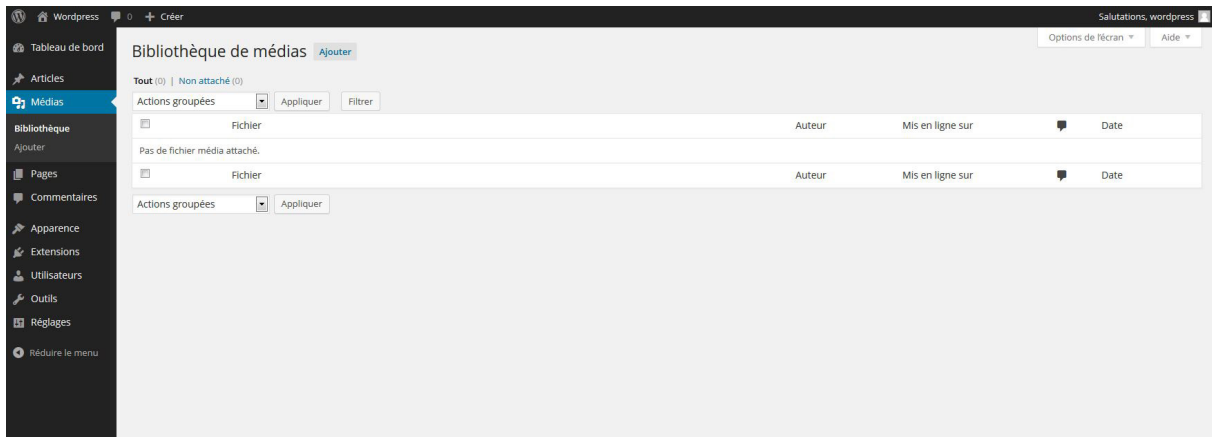 Wordpress 0 + Créer Salutations, wordpress
Tableau de bord
Articles
Médias
Bibliothèque
Ajouter
Pages
Commentaires
Apparence
Extensions
Utilisateurs
Outils
Réglages
Réduire le menu
Options de l'écran Aide
Bibliothèque de médias Ajouter
Tout (0) | Non attaché (0)
Actions groupées Appliquer Filtrer
Fichier Auteur Mis en ligne sur Date
Pas de fichier média attaché.
Fichier Auteur Mis en ligne sur Date
Actions groupées Appliquer